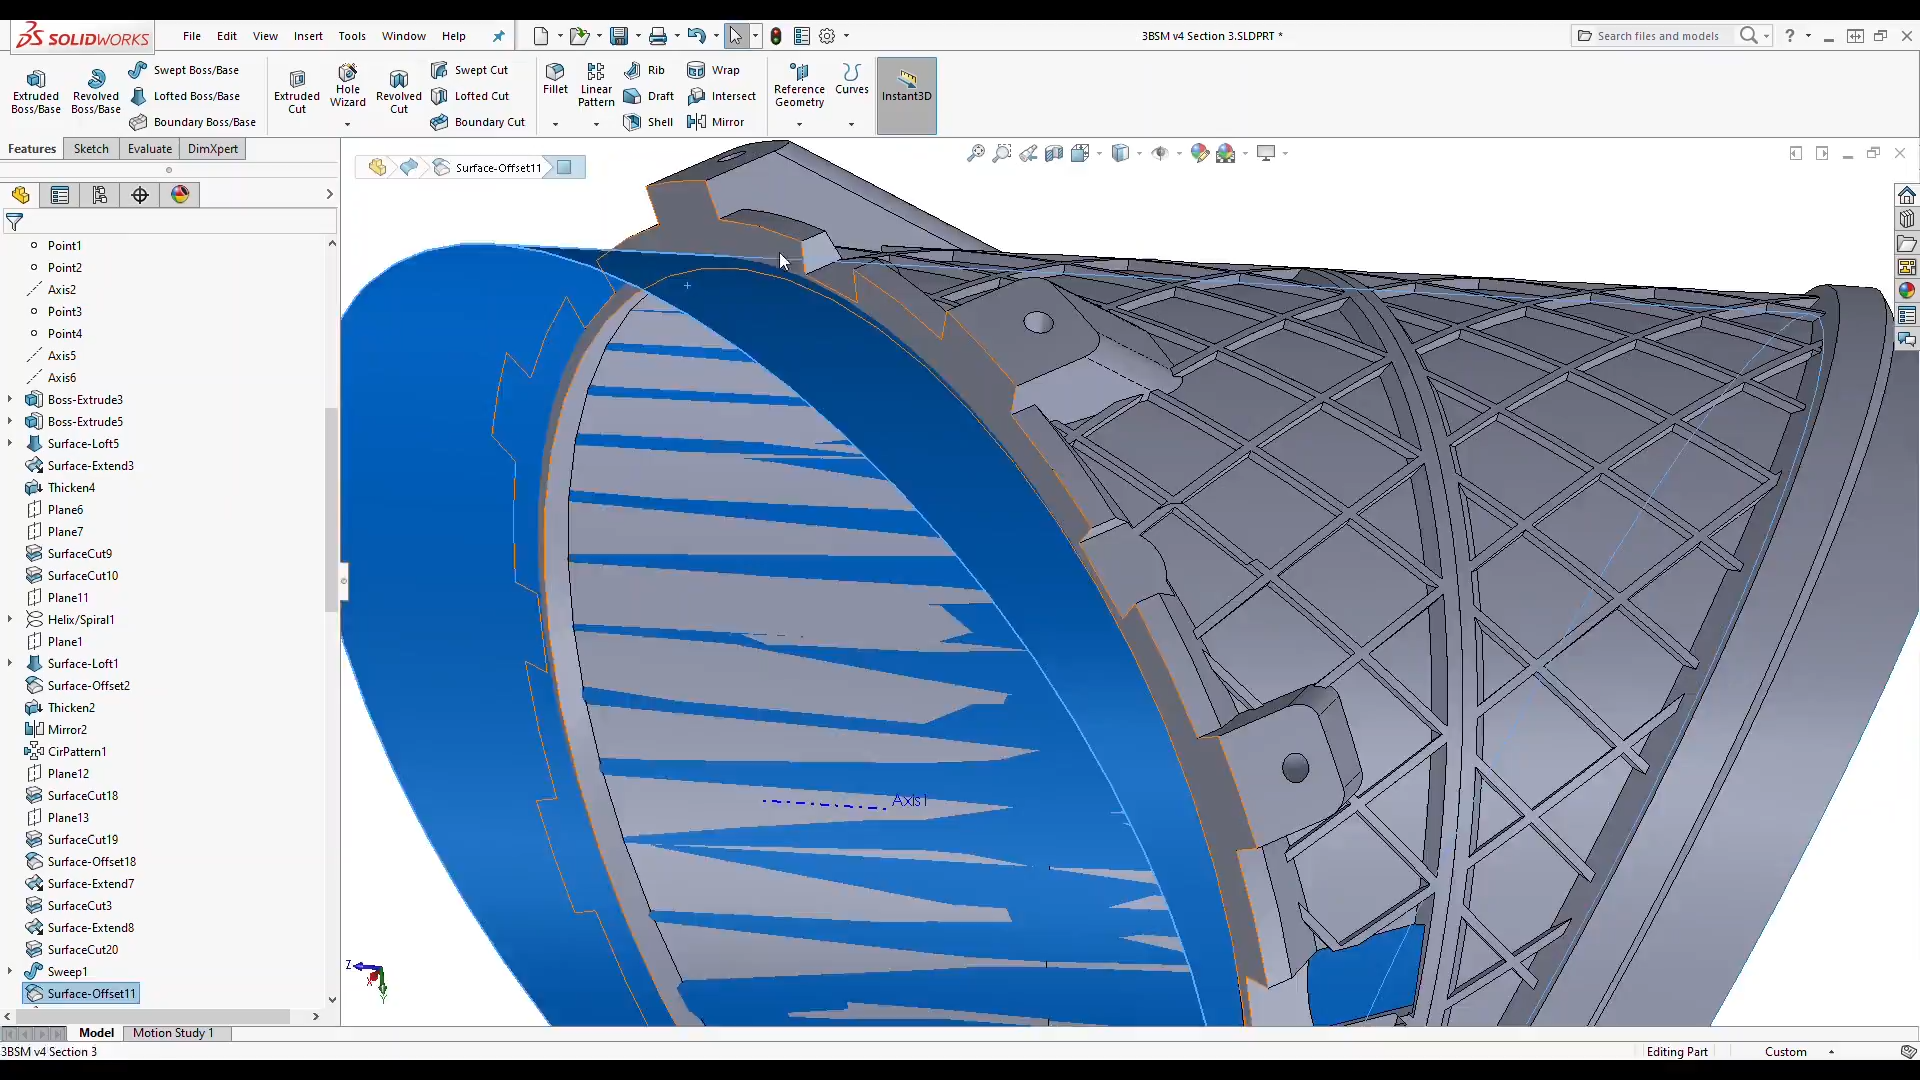 SOLIDWORKS File Edit View Insert Tools Window Help 3BSM v4 Section 3.SLDPRT * Search files and models ?
Extruded Boss/Base
Revolved Boss/Base
Swept Boss/Base
Lofted Boss/Base
Boundary Boss/Base
Extruded Cut
Hole Wizard
Revolved Cut
Swept Cut
Lofted Cut
Boundary Cut
Fillet
Linear Pattern
Rib
Draft
Shell
Wrap
Intersect
Mirror
Reference Geometry
Curves
Instant3D
Features Sketch Evaluate DimXpert
Surface-Offset11
Point1
Point2
Axis2
Point3
Point4
Axis5
Axis6
Boss-Extrude3
Boss-Extrude5
Surface-Loft5
Surface-Extend3
Thicken4
Plane6
Plane7
SurfaceCut9
SurfaceCut10
Plane11
Helix/Spiral1
Plane1
Surface-Loft1
Surface-Offset2
Thicken2
Mirror2
CirPattern1
Plane12
SurfaceCut18
Plane13
SurfaceCut19
Surface-Offset18
Surface-Extend7
SurfaceCut3
Surface-Extend8
SurfaceCut20
Sweep1
Surface-Offset11
Axis1
Z
X
Y
Model Motion Study 1
3BSM v4 Section 3 Editing Part Custom